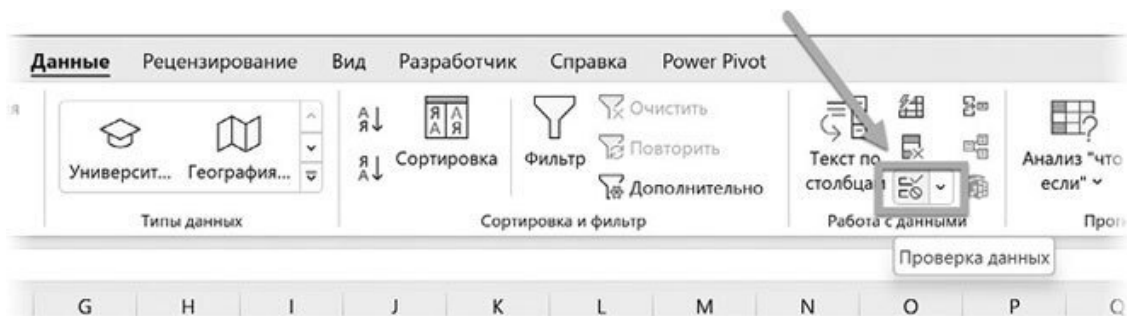 Данные Рецензирование Вид Разработчик Справка Power Pivot
Очистить
Повторить
Дополнительно
Университ... География...
Сортировка
Фильтр
Текст по
столбцам
Анализ "что
если"
Типы данных
Сортировка и фильтр
Работа с данными
Проверка данных
G H I J K L M N O P Q